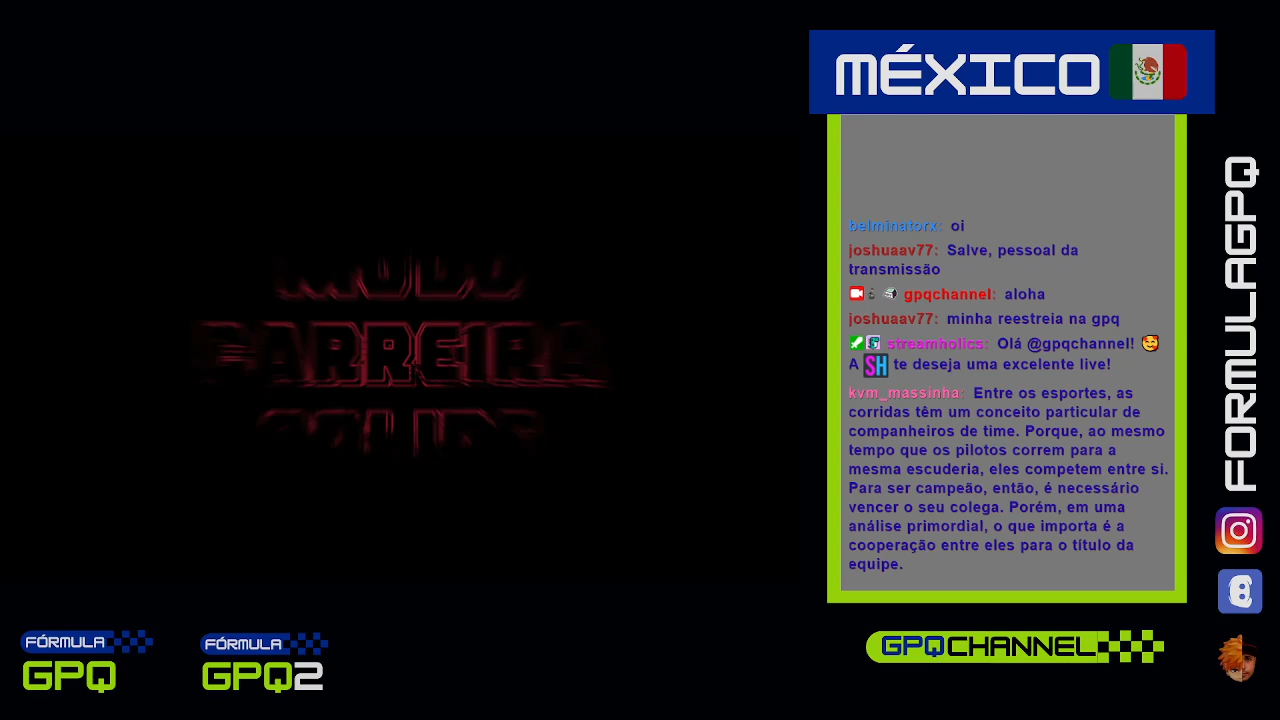 MÉXICO
belminatorx: oi
joshuaav77: Salve, pessoal da
transmissão
gpqchannel: aloha
joshuaav77: minha reestreia na gpq
streamholics: Olá @gpqchannel!
A SH te deseja uma excelente live!
kvm_massinha: Entre os esportes, as
corridas têm um conceito particular de
companheiros de time. Porque, ao mesmo
tempo que os pilotos correm para a
mesma escuderia, eles competem entre si.
Para ser campeão, então, é necessário
vencer o seu colega. Porém, em uma
análise primordial, o que importa é a
cooperação entre eles para o título da
equipe.
MODO
CARREIRA
FORMULAGPQ
FÓRMULA
GPQ
FÓRMULA
GPQ2
GPQCHANNEL